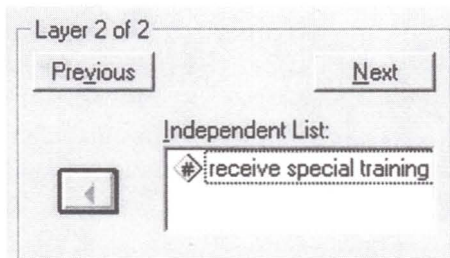 Layer 2 of 2
Previous Next
Independent List:
# receive special training